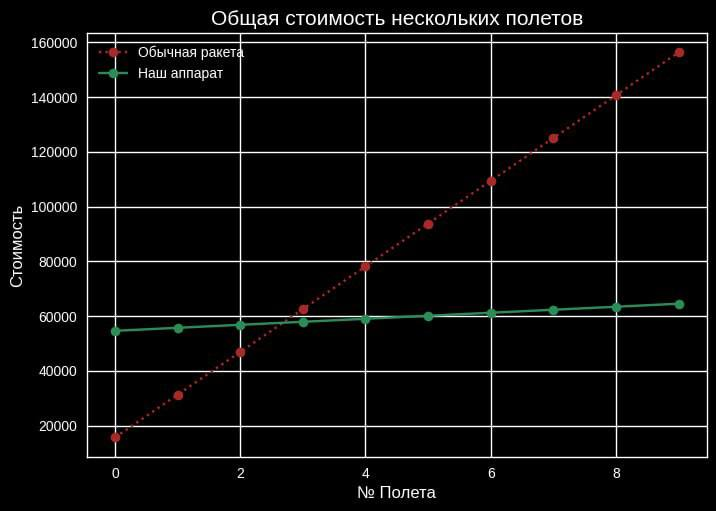 Общая стоимость нескольких полетов
160000
Обычная ракета
Наш аппарат
140000
120000
100000
80000
60000
40000
20000
Стоимость
0 2 4 6 8
№ Полета